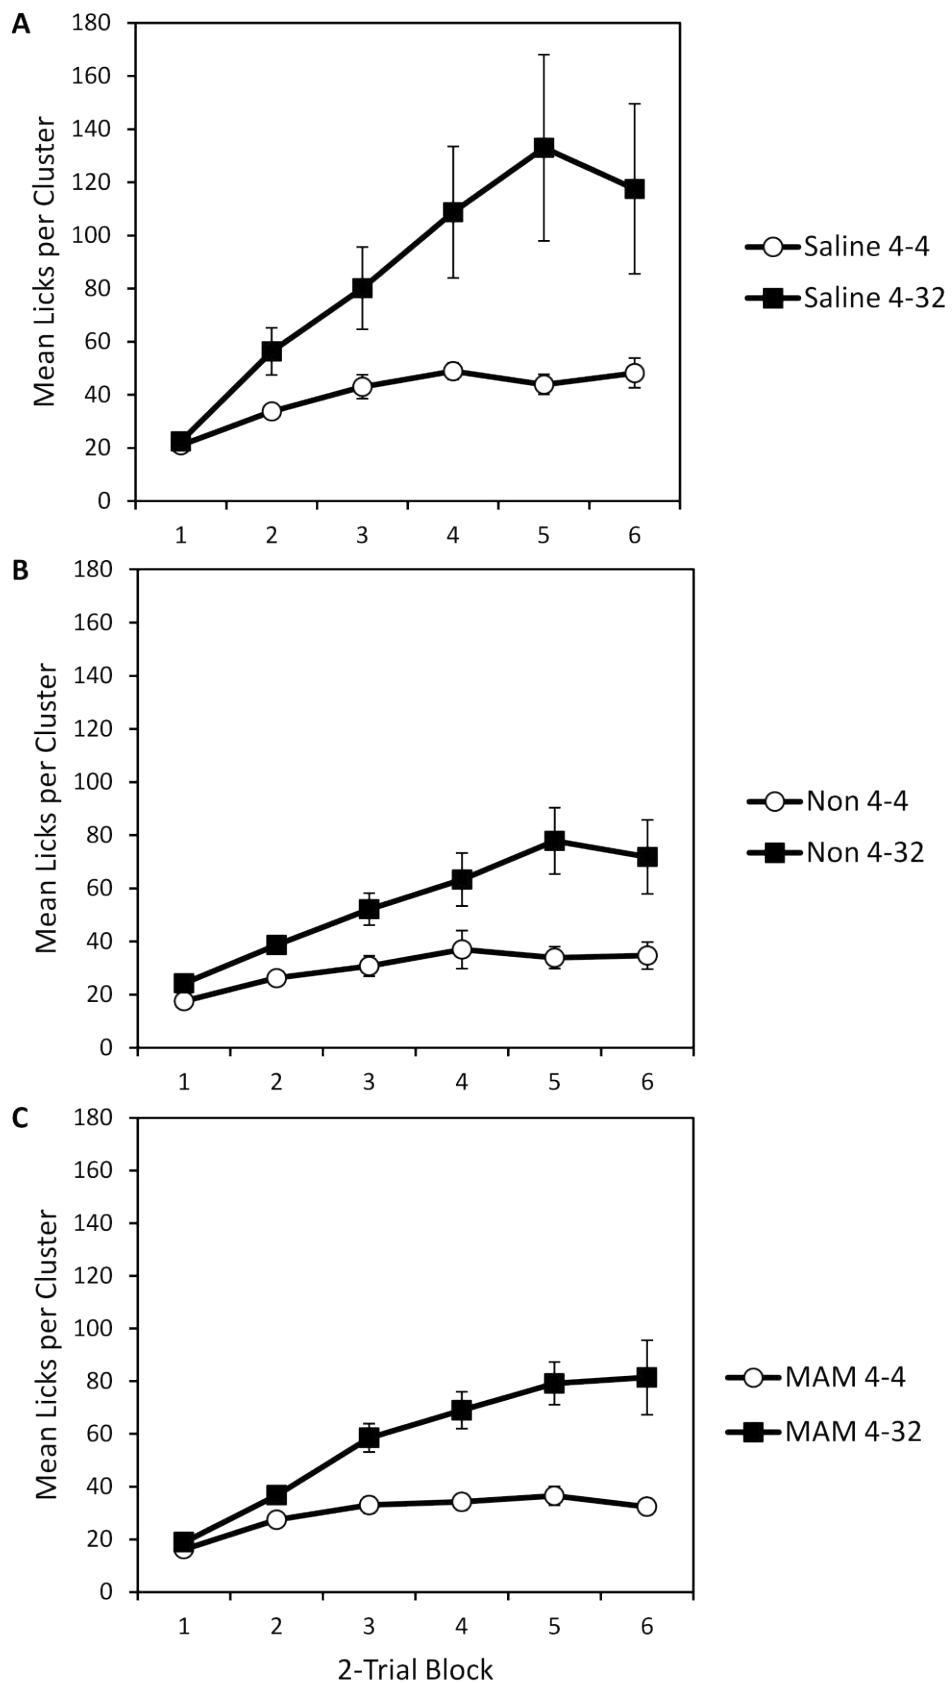 A
Mean Licks per Cluster
180
160
140
120
100
80
60
40
20
0
1 2 3 4 5 6
Saline 4-4
Saline 4-32
B
Mean Licks per Cluster
180
160
140
120
100
80
60
40
20
0
1 2 3 4 5 6
Non 4-4
Non 4-32
C
Mean Licks per Cluster
180
160
140
120
100
80
60
40
20
0
1 2 3 4 5 6
MAM 4-4
MAM 4-32
2-Trial Block